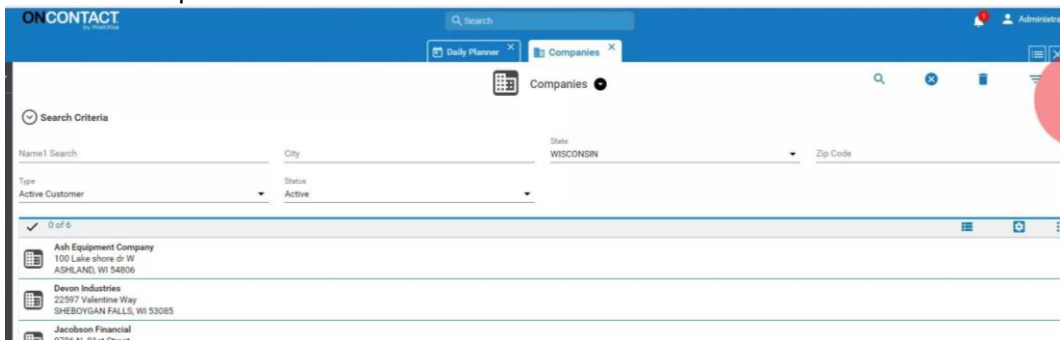 ONCONTACT
by WorkWise
Search
1
Administra
Daily Planner
Companies
Companies
Search Criteria
Name1 Search
City
State
WISCONSIN
Zip Code
Type
Active Customer
Status
Active
0 of 6
Ash Equipment Company
100 Lake shore dr W
ASHLAND, WI 54806
Devon Industries
22597 Valentine Way
SHEBOYGAN FALLS, WI 53085
Jacobson Financial